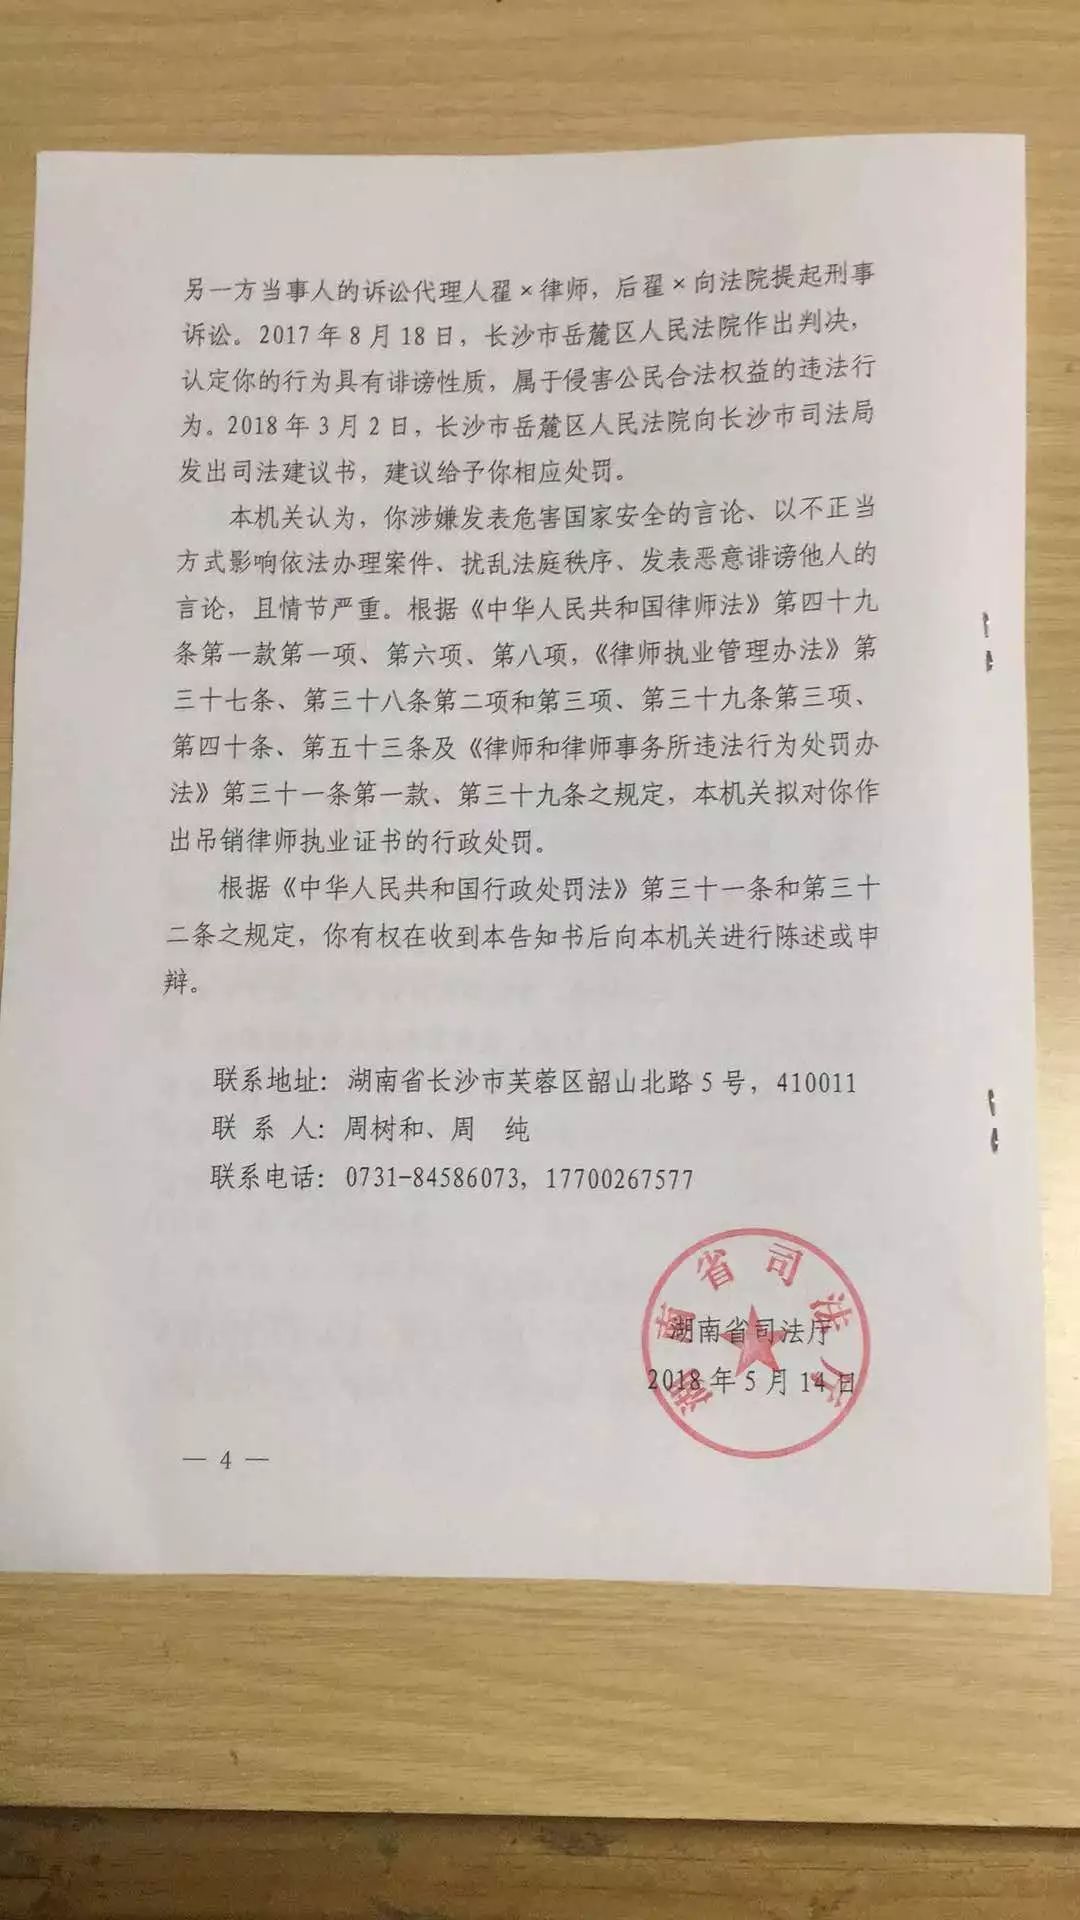 另一方当事人的诉讼代理人翟×律师，后翟×向法院提起刑事
诉讼。2017年8月18日，长沙市岳麓区人民法院作出判决，
认定你的行为具有诽谤性质，属于侵害公民合法权益的违法行
为。2018年3月2日，长沙市岳麓区人民法院向长沙市司法局
发出司法建议书，建议给予你相应处罚。
本机关认为，你涉嫌发表危害国家安全的言论、以不正当
方式影响依法办理案件、扰乱法庭秩序、发表恶意诽谤他人的
言论，且情节严重。根据《中华人民共和国律师法》第四十九
条第一款第一项、第六项、第八项，《律师执业管理办法》第
三十七条、第三十八条第二项和第三项、第三十九条第三项、
第四十条、第五十三条及《律师和律师事务所违法行为处罚办
法》第三十一条第一款、第三十九条之规定，本机关拟对你作
出吊销律师执业证书的行政处罚。
根据《中华人民共和国行政处罚法》第三十一条和第三十
二条之规定，你有权在收到本告知书后向本机关进行陈述或申
辩。
联系地址：湖南省长沙市芙蓉区韶山北路5号，410011
联 系 人：周树和、周　纯
联系电话：0731-84586073，17700267577
湖南省司法厅
湖南省司法厅
2018年5月14日
— 4 —